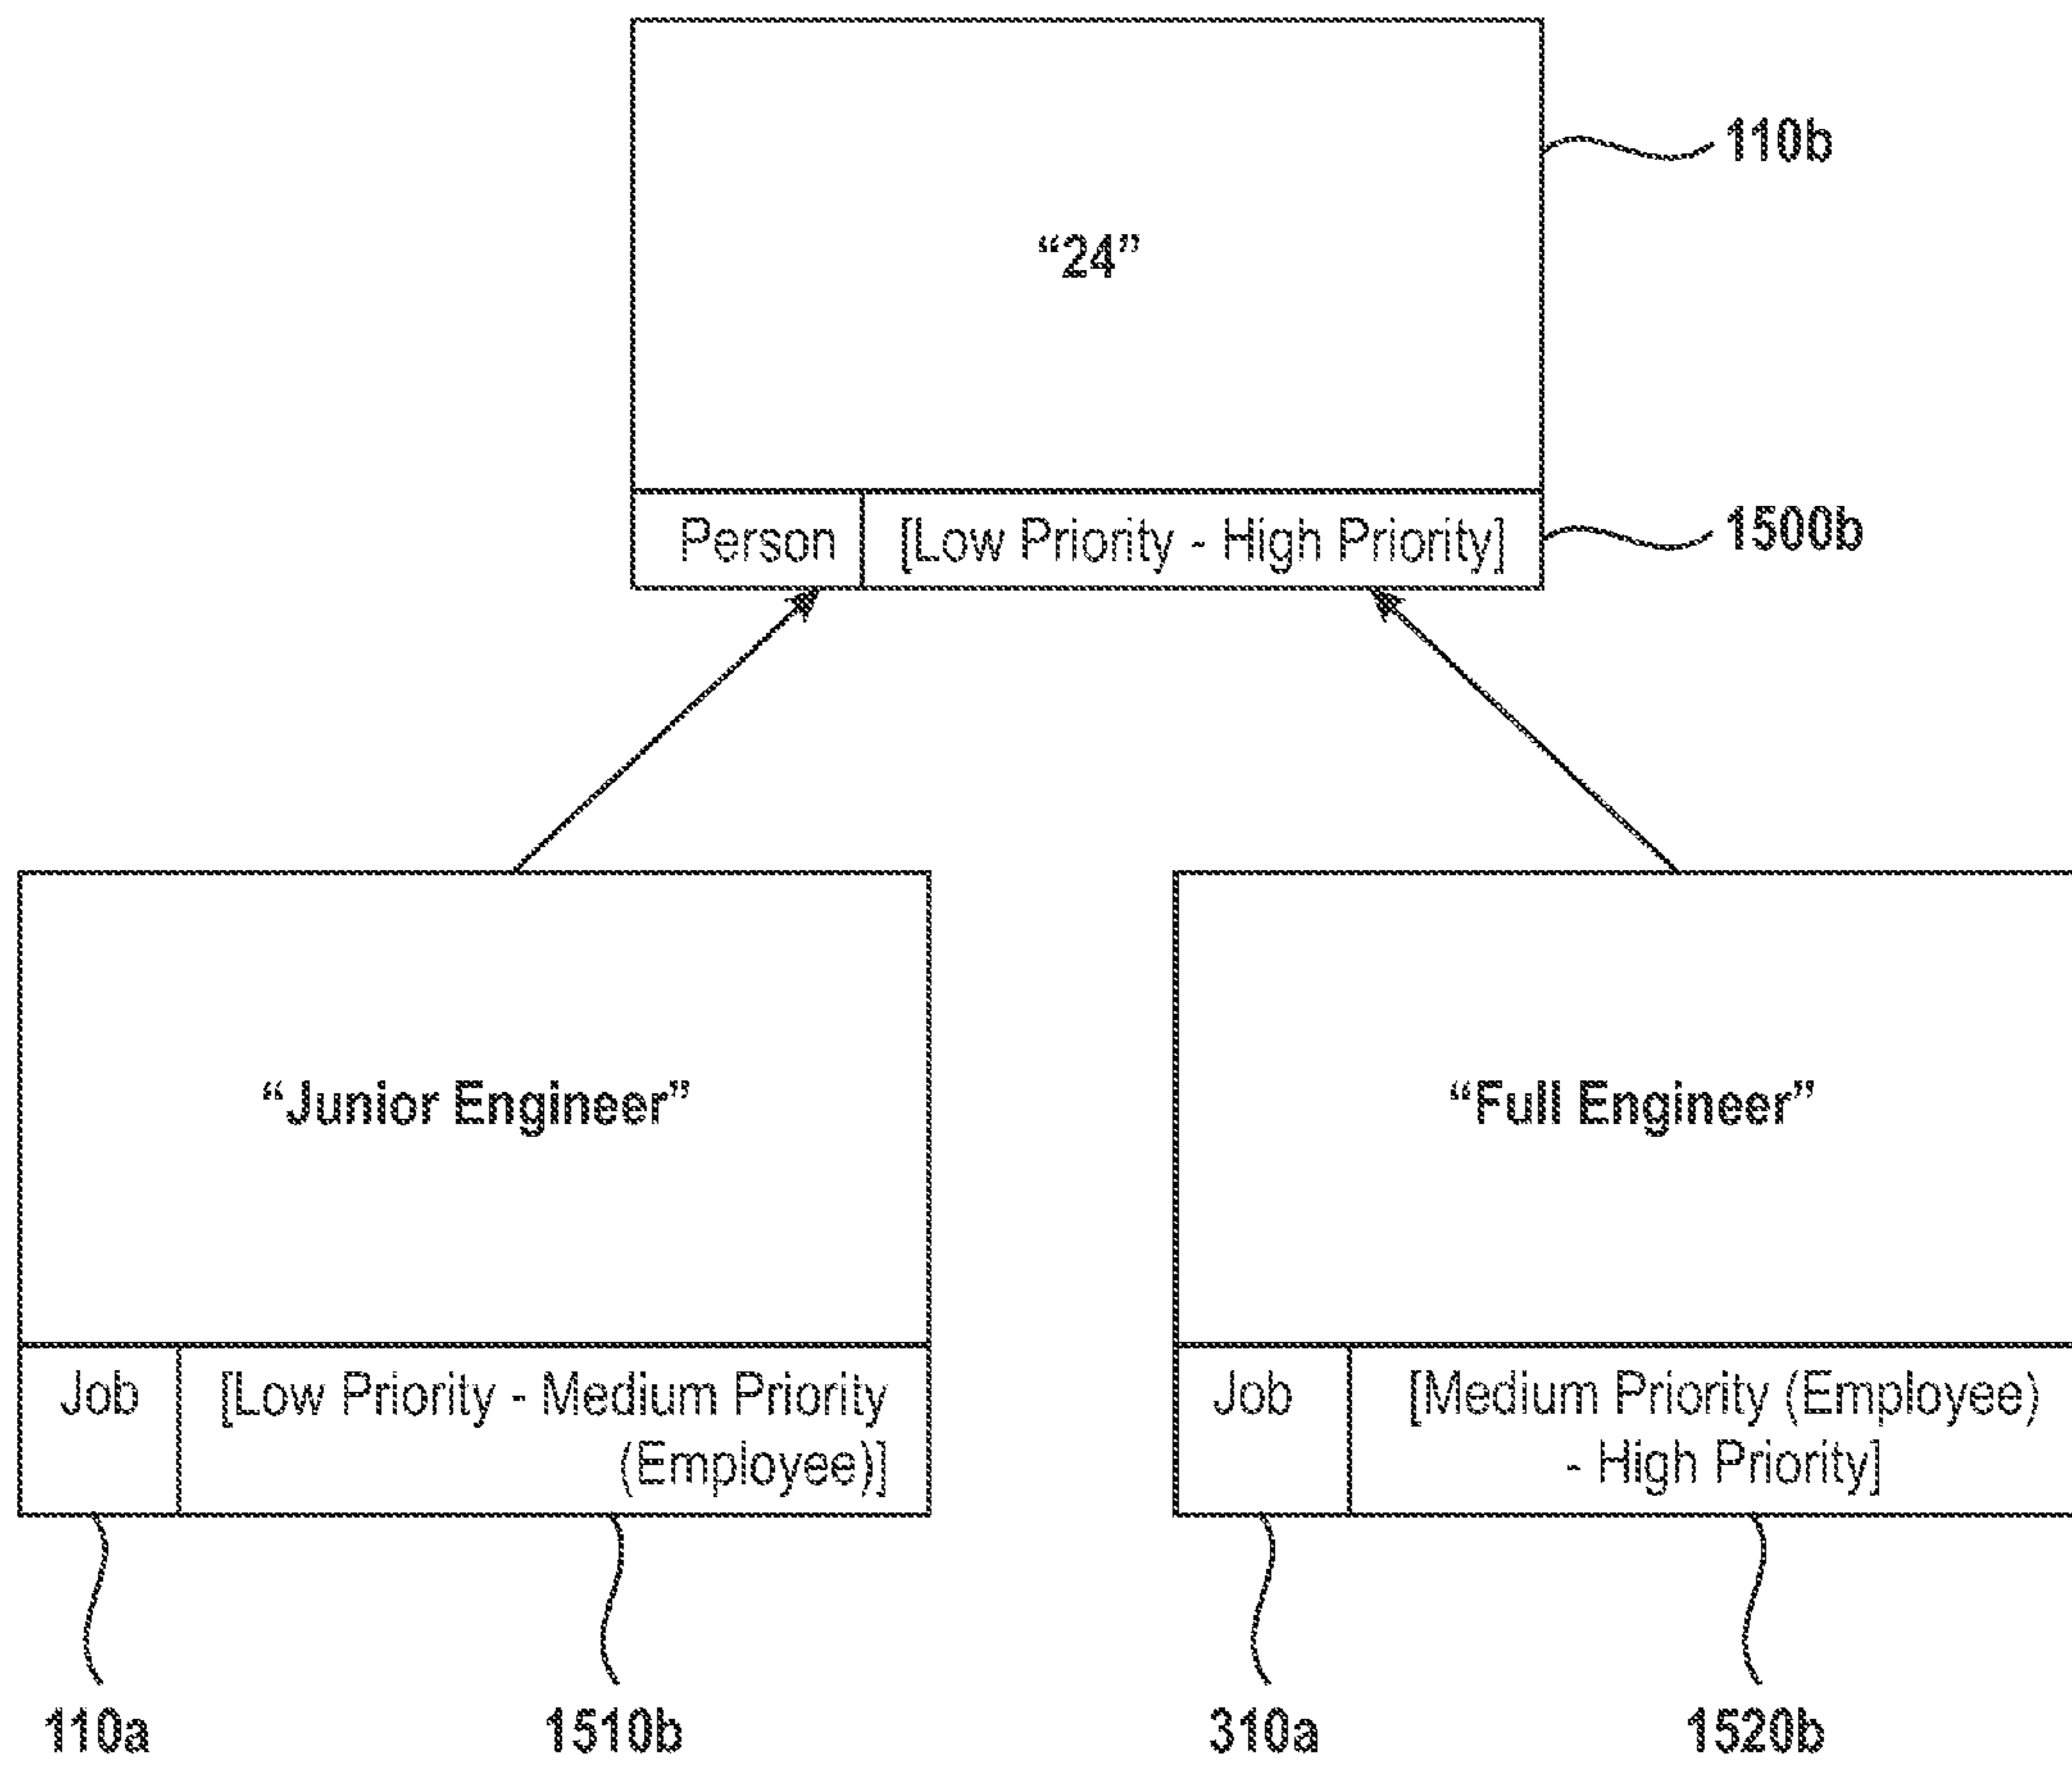 110b
“24”
Person [Low Priority - High Priority]
1500b
“Junior Engineer”
“Full Engineer”
Job [Low Priority - Medium Priority
(Employee)]
Job [Medium Priority (Employee)
- High Priority]
110a
1510b
310a
1520b